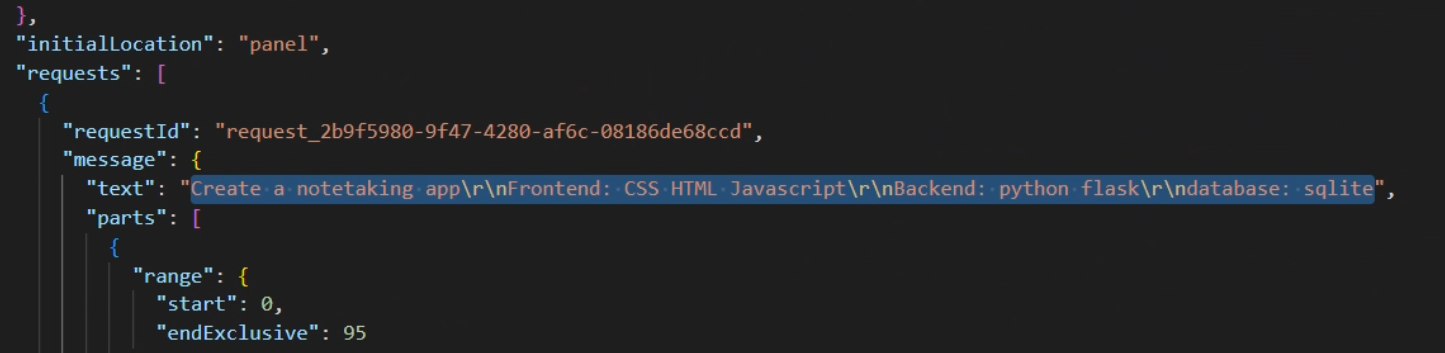 },
"initialLocation": "panel",
"requests": [
{
"requestId": "request_2b9f5980-9f47-4280-af6c-08186de68ccd",
"message": {
"text": "Create a notetaking app\r\nFrontend: CSS HTML Javascript\r\nBackend: python flask\r\ndatabase: sqlite",
"parts": [
{
"range": {
"start": 0,
"endExclusive": 95